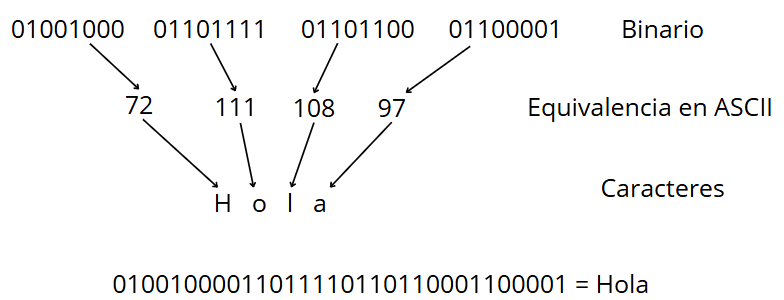 01001000 01101111 01101100 01100001 Binario
72 111 108 97 Equivalencia en ASCII
Caracteres
H o l a
01001000011011110110110001100001 = Hola